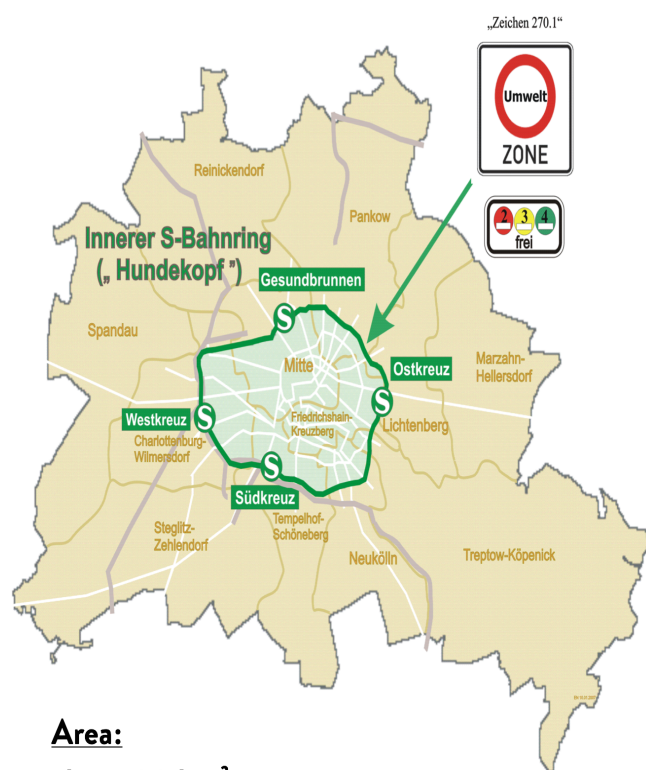 „Zeichen 270.1“
Umwelt
ZONE
2 3 4
frei
Reinickendorf
Pankow
Innerer S-Bahnring
(„ Hundekopf ”)
Gesundbrunnen
S
Spandau
Mitte
Marzahn-
Hellersdorf
Ostkreuz
S
Westkreuz
S
Friedrichshain-
Kreuzberg
Lichtenberg
Charlottenburg-
Wilmersdorf
S
Südkreuz
Steglitz-
Zehlendorf
Tempelhof-
Schöneberg
Neukölln
Treptow-Köpenick
Area: